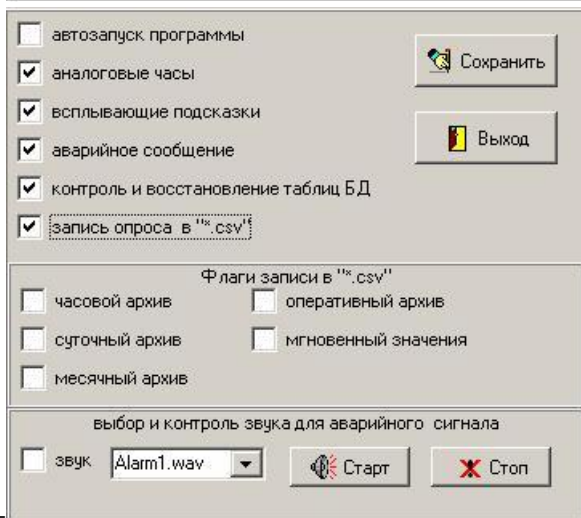 автозапуск программы
аналоговые часы
Сохранить
всплывающие подсказки
Выход
аварийное сообщение
контроль и восстановление таблиц БД
запись опроса в "*.csv"
Флаги записи в "*.csv"
часовой архив
оперативный архив
суточный архив
мгновенный значения
месячный архив
выбор и контроль звука для аварийного сигнала
звук
Alarm1.wav
Старт
Стоп